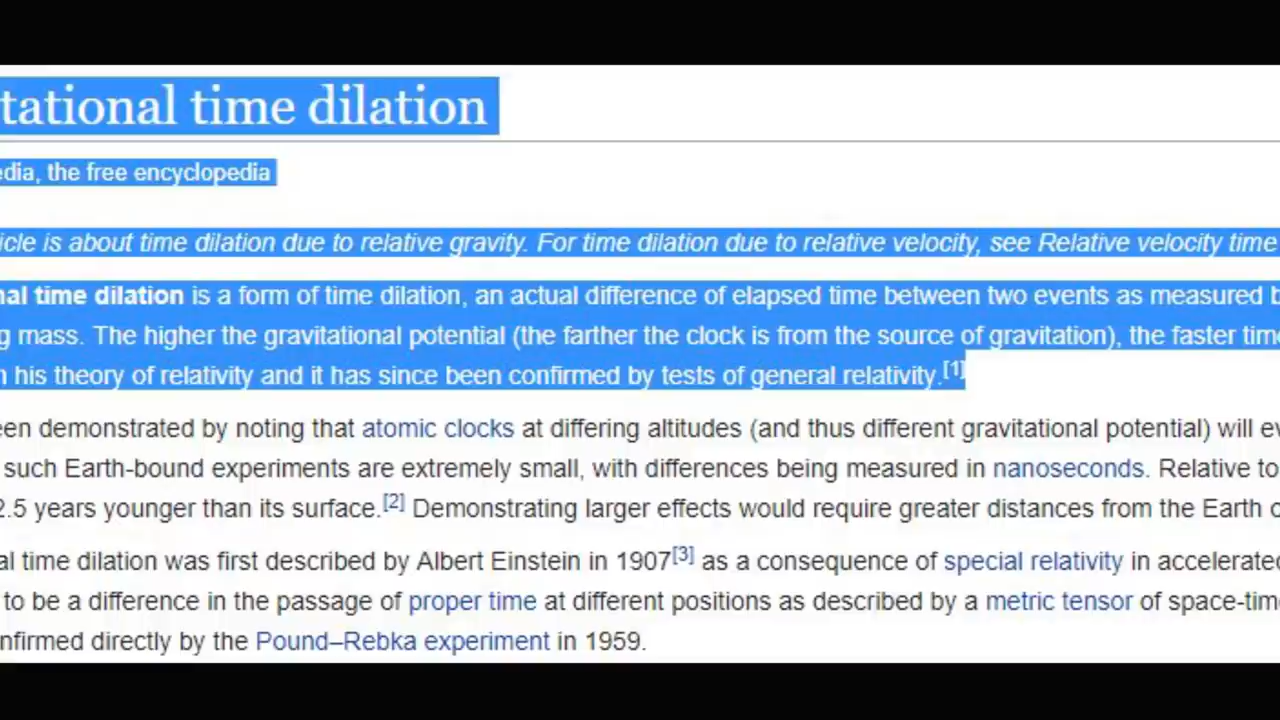 tational time dilation
edia, the free encyclopedia
icle is about time dilation due to relative gravity. For time dilation due to relative velocity, see Relative velocity time
nal time dilation is a form of time dilation, an actual difference of elapsed time between two events as measured b
g mass. The higher the gravitational potential (the farther the clock is from the source of gravitation), the faster time
n his theory of relativity and it has since been confirmed by tests of general relativity.[1]
een demonstrated by noting that atomic clocks at differing altitudes (and thus different gravitational potential) will ev
such Earth-bound experiments are extremely small, with differences being measured in nanoseconds. Relative to
2.5 years younger than its surface.[2] Demonstrating larger effects would require greater distances from the Earth o
al time dilation was first described by Albert Einstein in 1907[3] as a consequence of special relativity in accelerated
to be a difference in the passage of proper time at different positions as described by a metric tensor of space-time
nfirmed directly by the Pound–Rebka experiment in 1959.